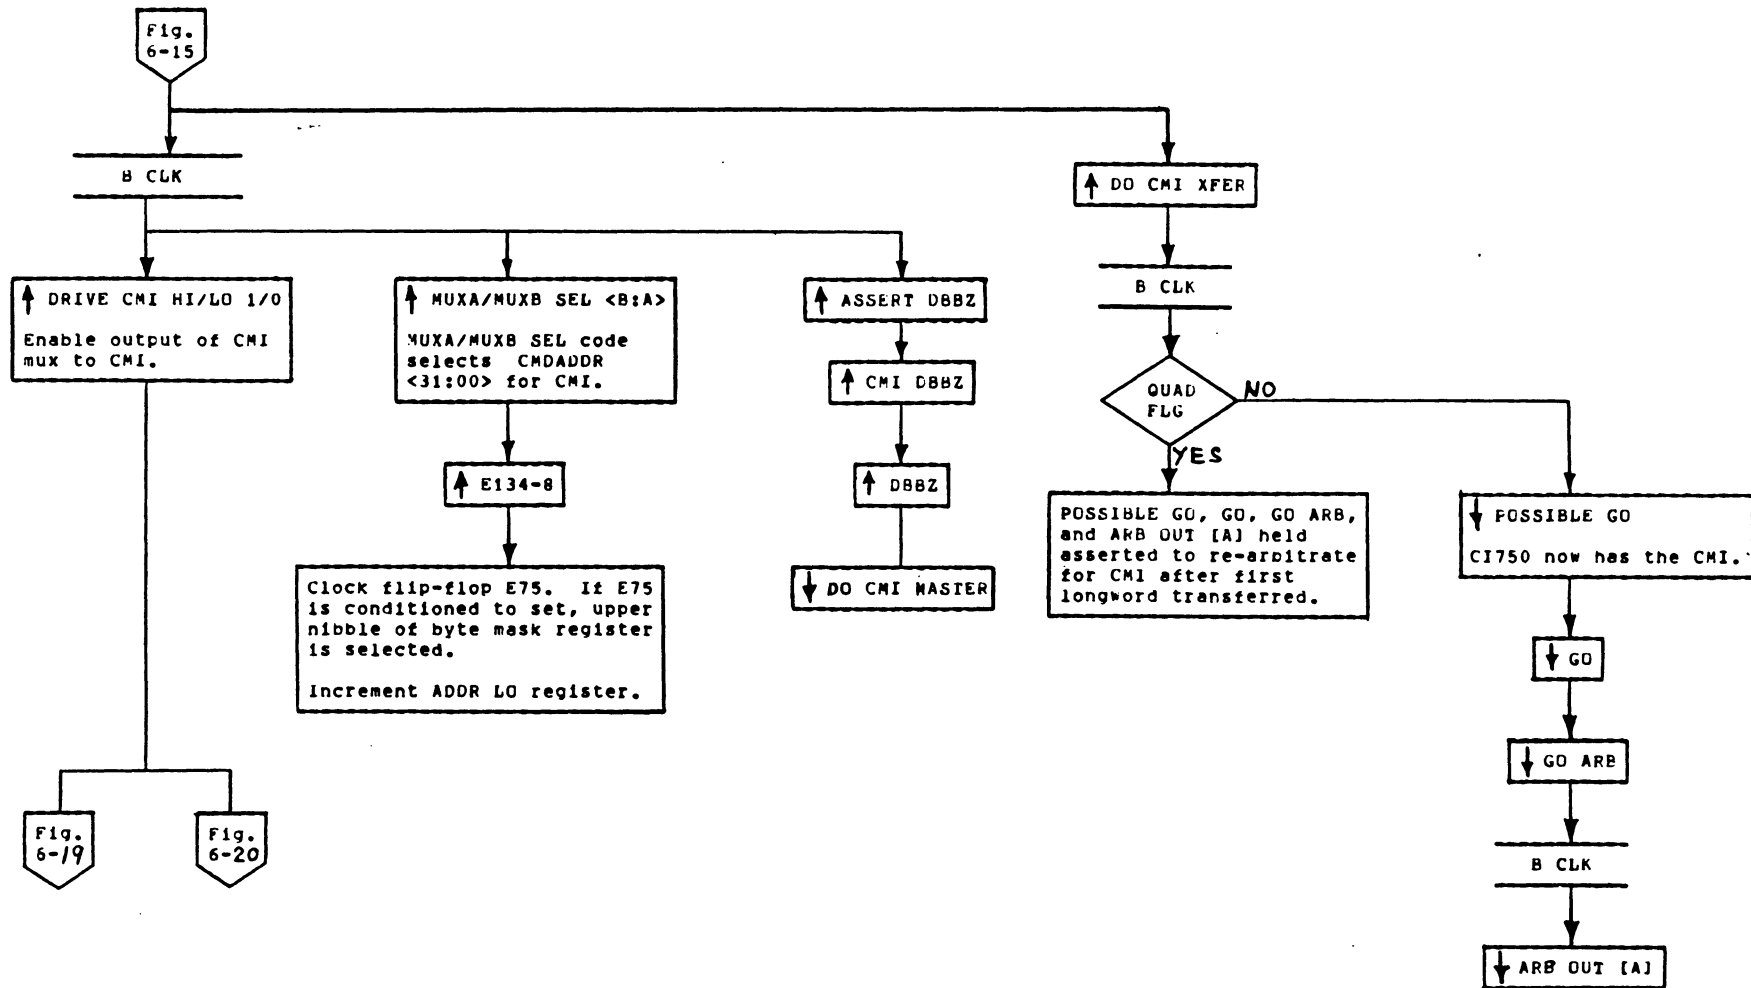 Fig.
6-15
B CLK
↑ DO CMI XFER
B CLK
↑ DRIVE CMI HI/LO 1/0
Enable output of CMI
mux to CMI.
↑ MUXA/MUXB SEL <B:A>
MUXA/MUXB SEL code
selects CMDADDR
<31:00> for CMI.
↑ E134-8
Clock flip-flop E75. If E75
is conditioned to set, upper
nibble of byte mask register
is selected.
Increment ADDR LO register.
↑ ASSERT DBBZ
↑ CMI DBBZ
↑ DBBZ
↓ DO CMI MASTER
QUAD
FLG
NO
YES
POSSIBLE GO, GO, GO ARB,
and ARB OUT [A] held
asserted to re-arbitrate
for CMI after first
longword transferred.
↓ POSSIBLE GO
CI750 now has the CMI.
↓ GO
↓ GO ARB
B CLK
↓ ARB OUT [A]
Fig.
6-19
Fig.
6-20